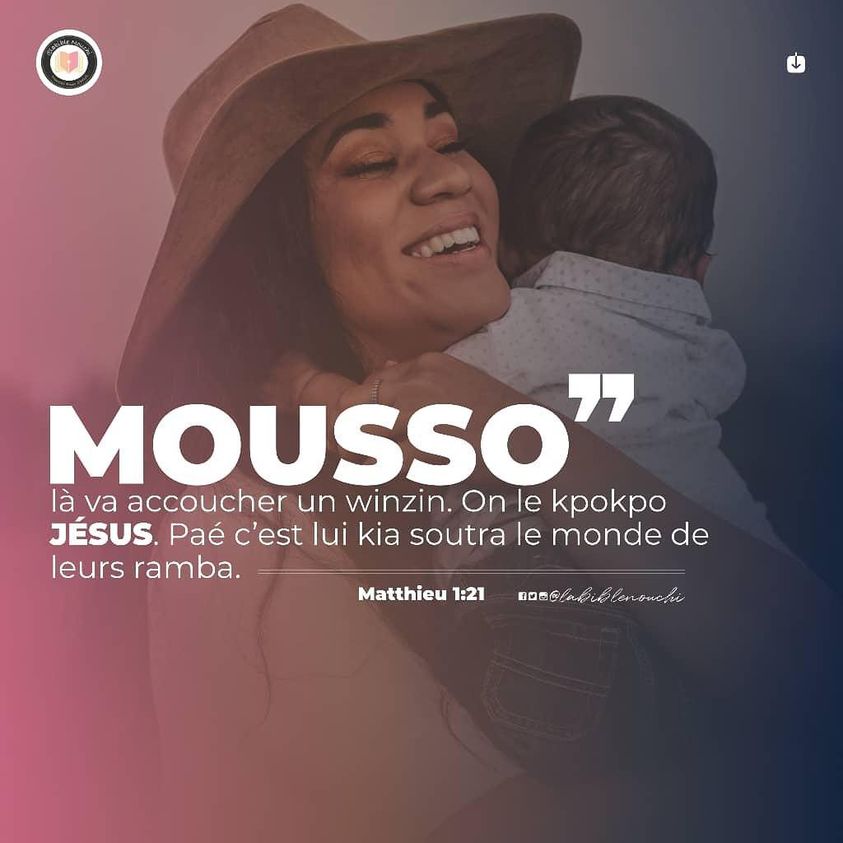 MOUSSO”
là va accoucher un winzin. On le kpokpo
JÉSUS. Paé c’est lui kia soutra le monde de
leurs ramba.
Matthieu 1:21
@labiblenouchi